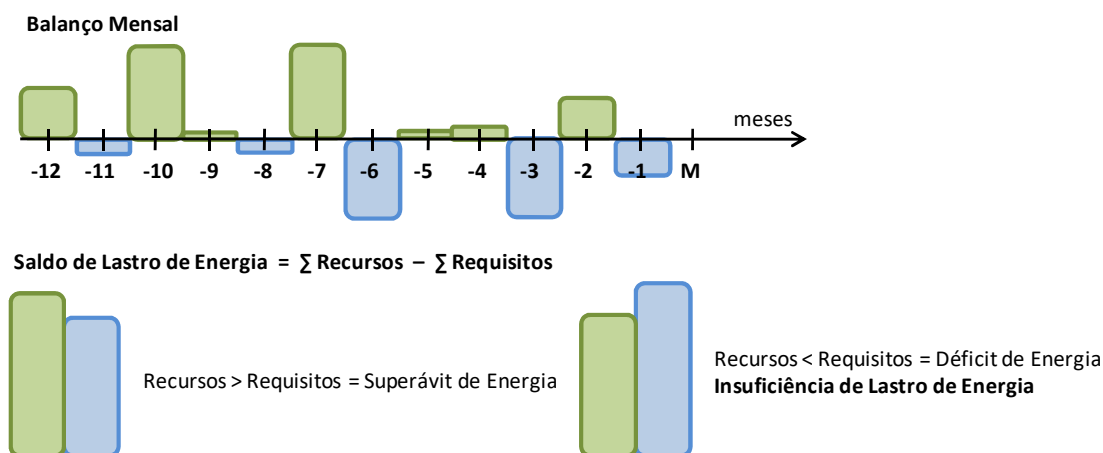 Balanço Mensal
meses
-12 -11 -10 -9 -8 -7 -6 -5 -4 -3 -2 -1 M
Saldo de Lastro de Energia = ∑ Recursos – ∑ Requisitos
Recursos > Requisitos = Superávit de Energia
Recursos < Requisitos = Déficit de Energia
Insuficiência de Lastro de Energia